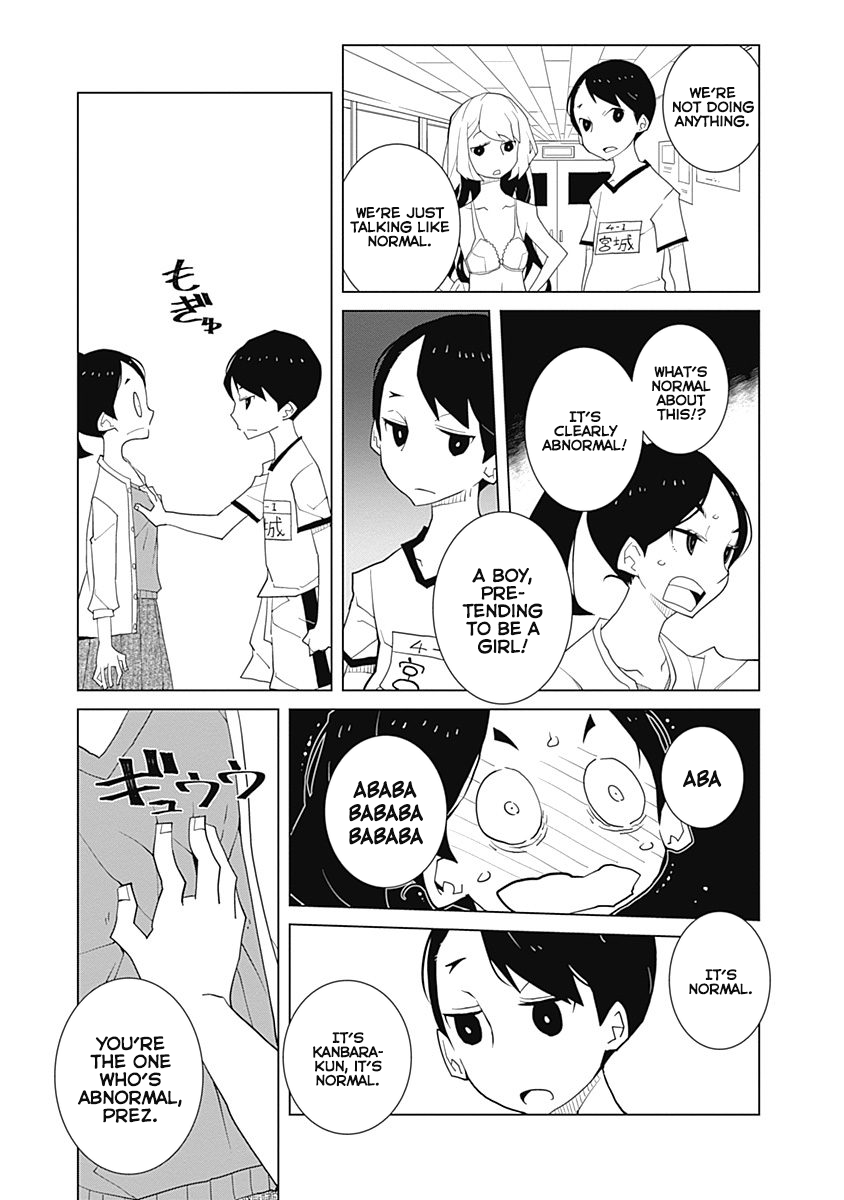 WE'RE
NOT DOING
ANYTHING.
WE'RE JUST
TALKING LIKE
NORMAL.
4-1
宮城
WHAT'S
NORMAL
ABOUT
THIS!?
IT'S
CLEARLY
ABNORMAL!
A BOY,
PRE-
TENDING
TO BE A
GIRL!
4-1
宮
もぎゅ
4-1
城
ABA
ABABA
BABABA
BABABA
IT'S
NORMAL.
IT'S
KANBARA-
KUN, IT'S
NORMAL.
ギュウウ
YOU'RE
THE ONE
WHO'S
ABNORMAL,
PREZ.